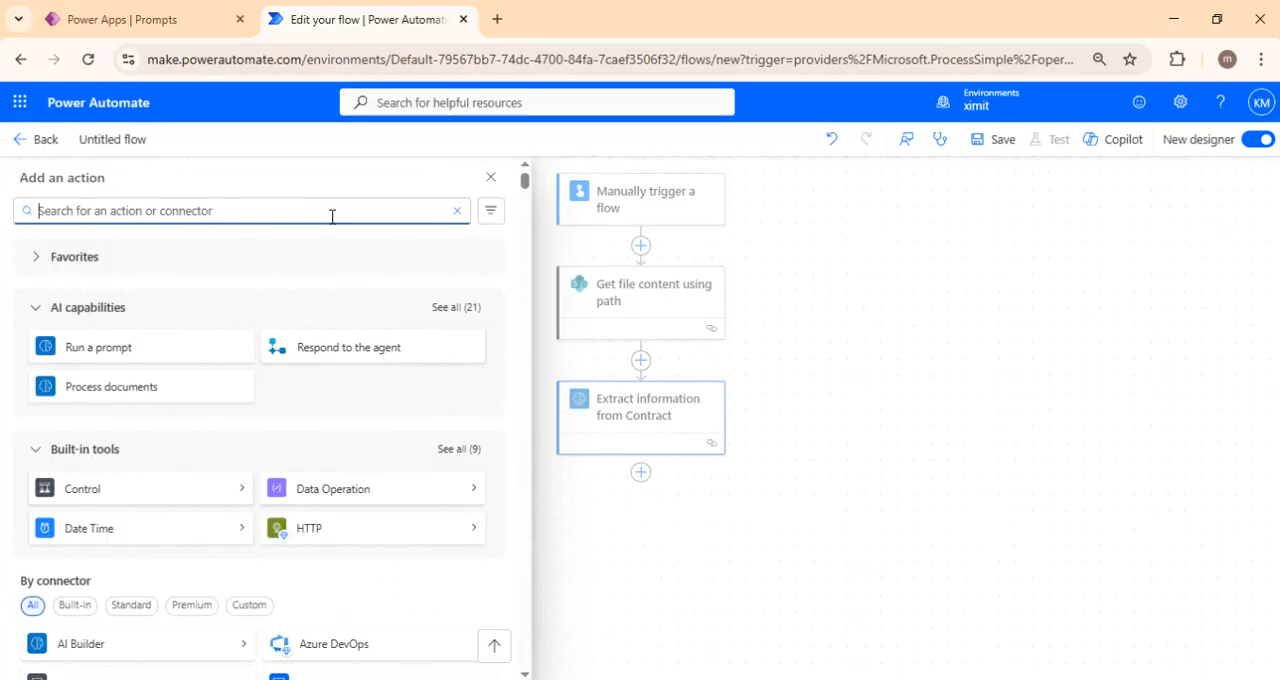 Power Apps | Prompts
Edit your flow | Power Automat
make.powerautomate.com/environments/Default-79567bb7-74dc-4700-84fa-7caef3506f32/flows/new?trigger=providers%2FMicrosoft.ProcessSimple%2Foper...
m
Power Automate
Search for helpful resources
Environments
ximit
KM
Back
Untitled flow
Save
Test
Copilot
New designer
Add an action
Search for an action or connector
Favorites
AI capabilities
See all (21)
Run a prompt
Respond to the agent
Process documents
Built-in tools
See all (9)
Control
Data Operation
Date Time
HTTP
By connector
All
Built-in
Standard
Premium
Custom
AI Builder
Azure DevOps
Manually trigger a
flow
Get file content using
path
Extract information
from Contract